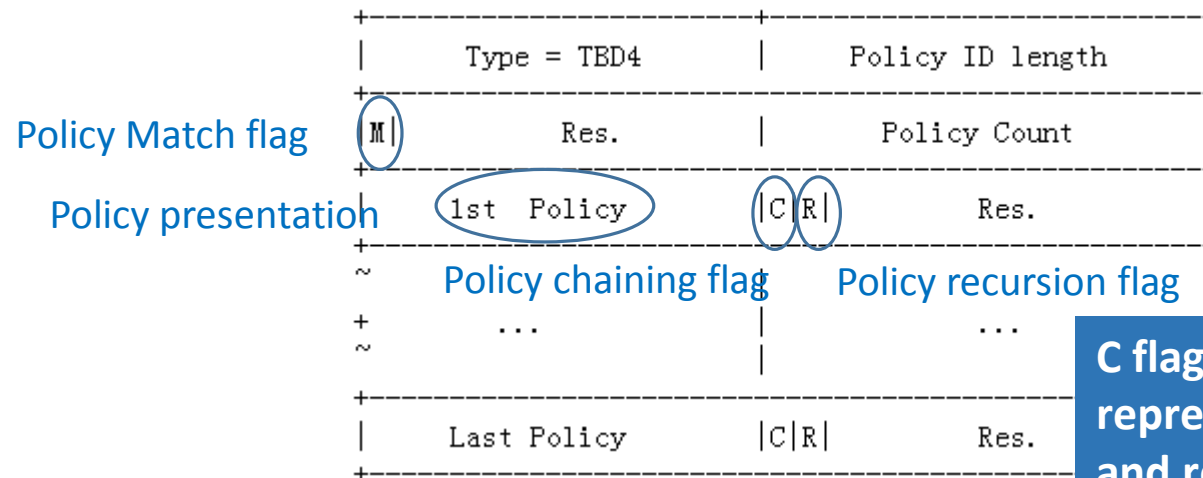 Type = TBD4 | Policy ID length
Policy Match flag |M| Res. | Policy Count
Policy presentation | 1st Policy |C|R| Res.
~ Policy chaining flag Policy recursion flag
+ ... | ...
~ |
C flag
| Last Policy |C|R| Res.
and